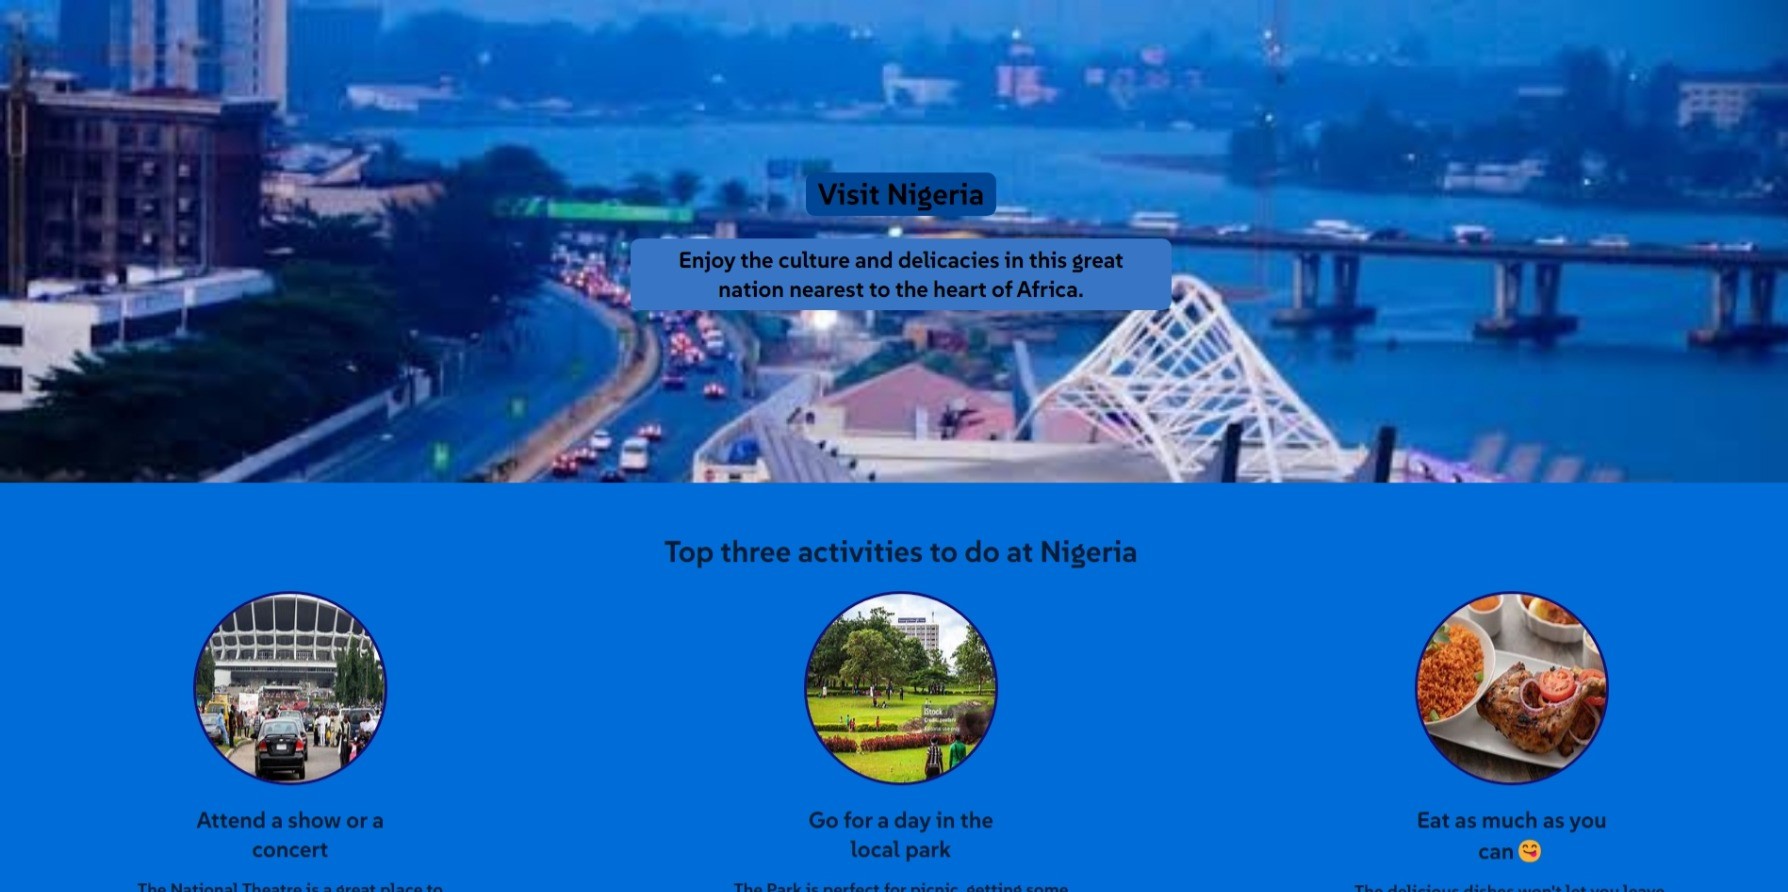 Visit Nigeria
Enjoy the culture and delicacies in this great
nation nearest to the heart of Africa.
Top three activities to do at Nigeria
iStock
Attend a show or a
concert
Go for a day in the
local park
Eat as much as you
can 😋
The National Theatre is a great place to
The Park is perfect for picnic, getting some
The delicious dishes won't let you leave